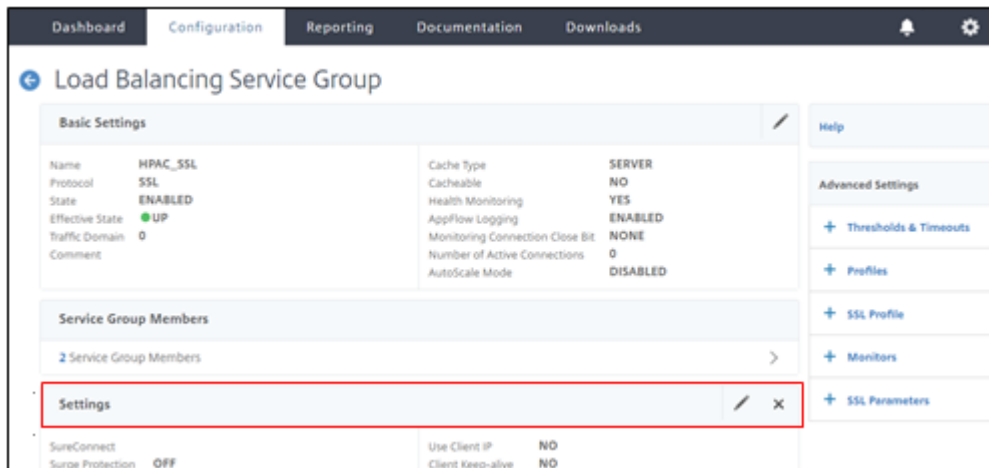 Dashboard Configuration Reporting Documentation Downloads
Load Balancing Service Group
Basic Settings
Name HPAC_SSL
Protocol SSL
State ENABLED
Effective State UP
Traffic Domain 0
Comment
Cache Type SERVER
Cacheable NO
Health Monitoring YES
AppFlow Logging ENABLED
Monitoring Connection Close Bit NONE
Number of Active Connections 0
AutoScale Mode DISABLED
Service Group Members
2 Service Group Members
Settings
SureConnect
Surge Protection OFF
Use Client IP NO
Client Keep-alive NO
Help
Advanced Settings
+ Thresholds & Timeouts
+ Profiles
+ SSL Profile
+ Monitors
+ SSL Parameters